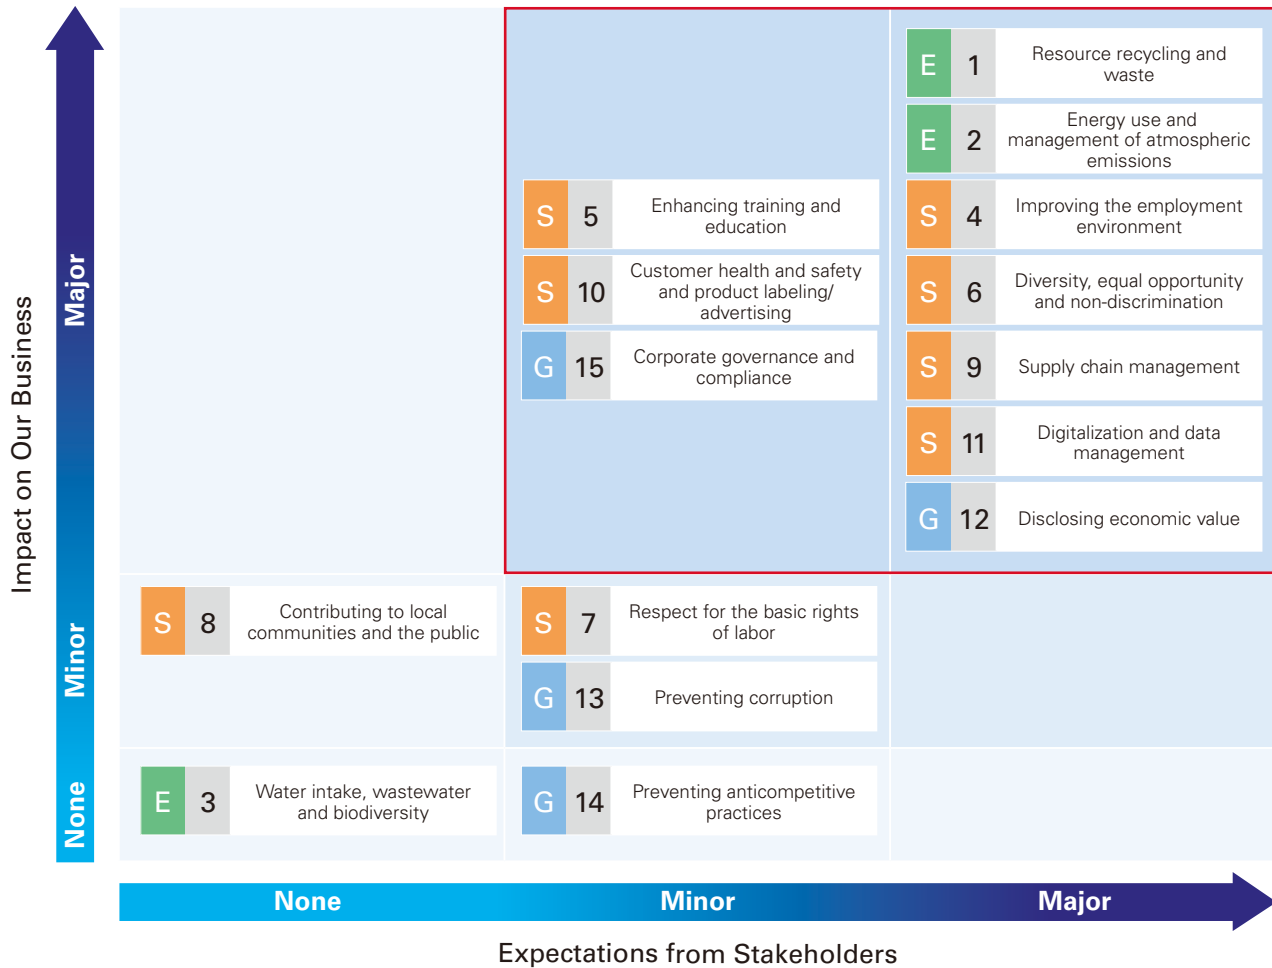 Impact on Our Business
Major
Minor
None
E 1 Resource recycling and
waste
E 2 Energy use and
management of atmospheric
emissions
S 5 Enhancing training and
education
S 4 Improving the employment
environment
S 10 Customer health and safety
and product labeling/
advertising
S 6 Diversity, equal opportunity
and non-discrimination
G 15 Corporate governance and
compliance
S 9 Supply chain management
S 11 Digitalization and data
management
G 12 Disclosing economic value
S 8 Contributing to local
communities and the public
S 7 Respect for the basic rights
of labor
G 13 Preventing corruption
E 3 Water intake, wastewater
and biodiversity
G 14 Preventing anticompetitive
practices
None
Minor
Major
Expectations from Stakeholders